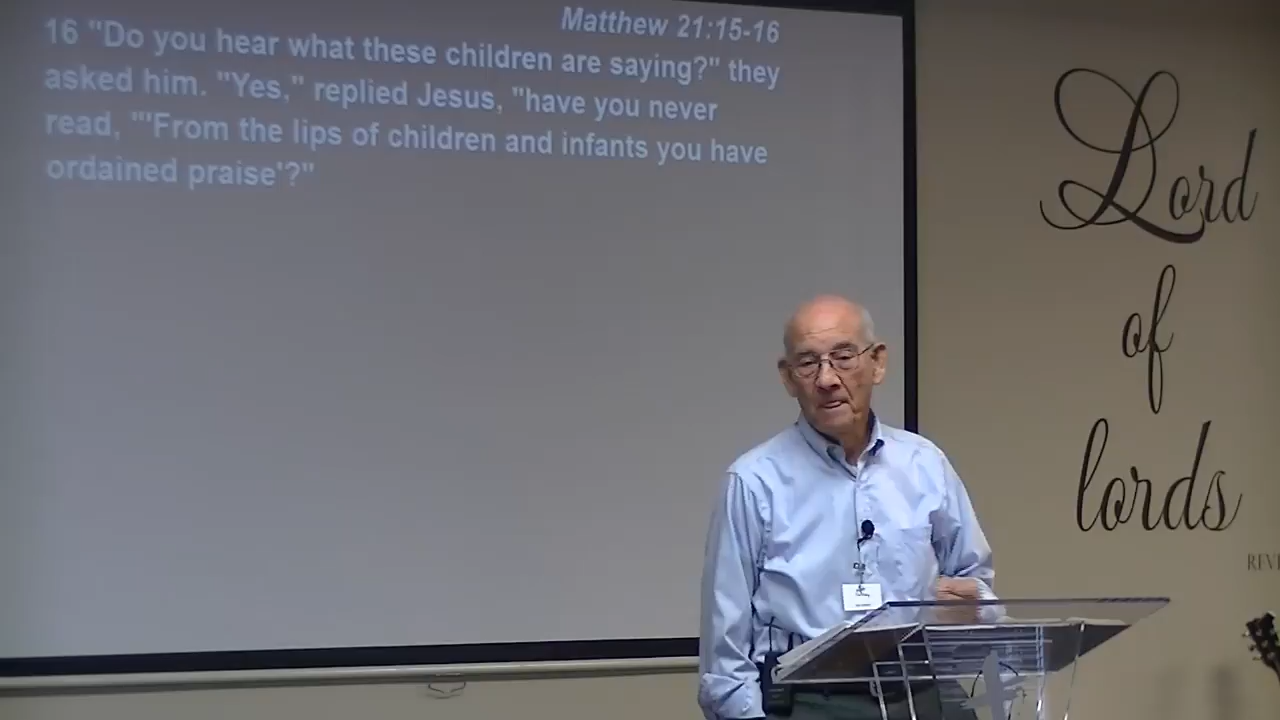 Matthew 21:15-16
16 "Do you hear what these children are saying?" they
asked him. "Yes," replied Jesus, "have you never
read, "'From the lips of children and infants you have
ordained praise'?"
Lord
of
lords